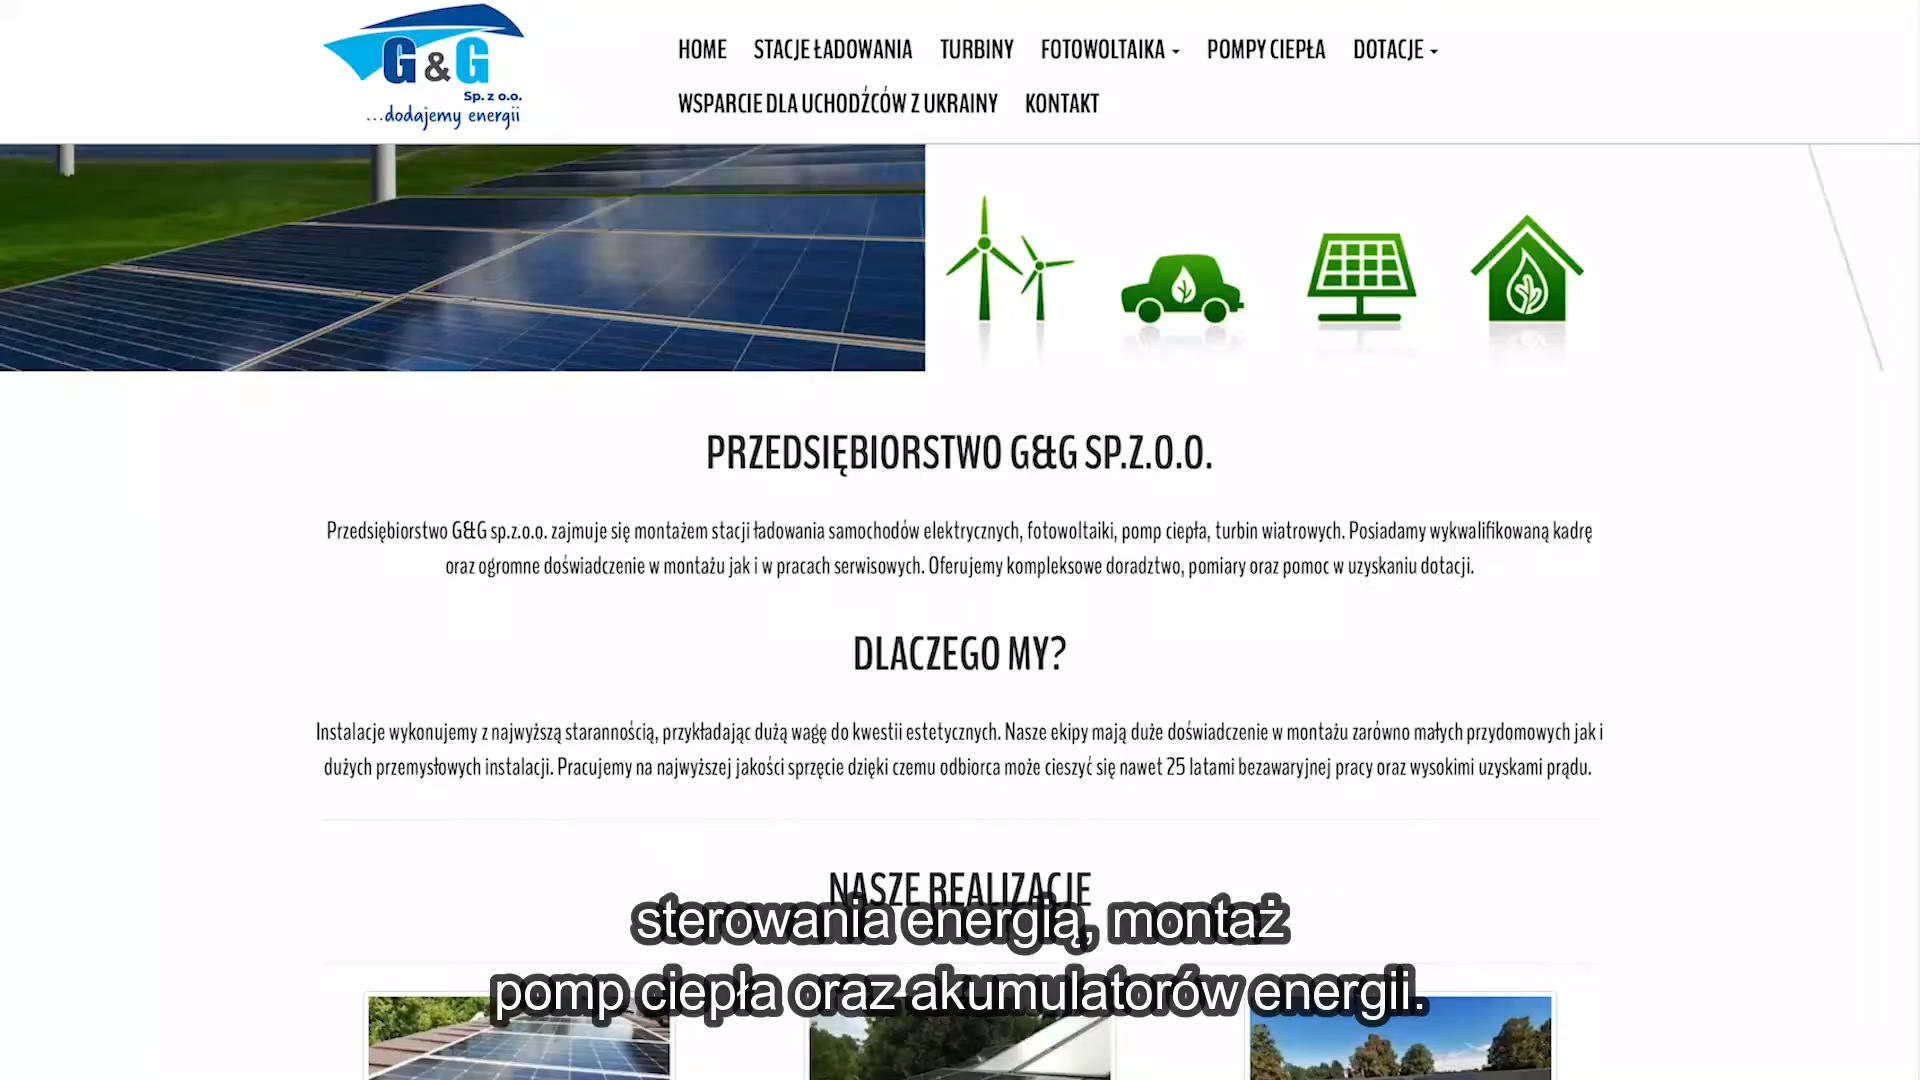 G & G
Sp. z o.o.
...dodajemy energii
HOME STACJE ŁADOWANIA TURBINY FOTOWOLTAIKA POMPY CIEPŁA DOTACJE
WSPARCIE DLA UCHODŹCÓW Z UKRAINY KONTAKT
PRZEDSIĘBIORSTWO G&G SP.Z.O.O.
Przedsiębiorstwo G&G sp.z.o.o. zajmuje się montażem stacji ładowania samochodów elektrycznych, fotowoltaiki, pomp ciepła, turbin wiatrowych. Posiadamy wykwalifikowaną kadrę
oraz ogromne doświadczenie w montażu jak i w pracach serwisowych. Oferujemy kompleksowe doradztwo, pomiary oraz pomoc w uzyskaniu dotacji.
DLACZEGO MY?
Instalacje wykonujemy z najwyższą starannością, przykładając dużą wagę do kwestii estetycznych. Nasze ekipy mają duże doświadczenie w montażu zarówno małych przydomowych jak i
dużych przemysłowych instalacji. Pracujemy na najwyższej jakości sprzęcie dzięki czemu odbiorca może cieszyć się nawet 25 latami bezawaryjnej pracy oraz wysokimi uzyskami prądu.
NASZE REALIZACJE
sterowania energią, montaż
pomp ciepła oraz akumulatorów energii.